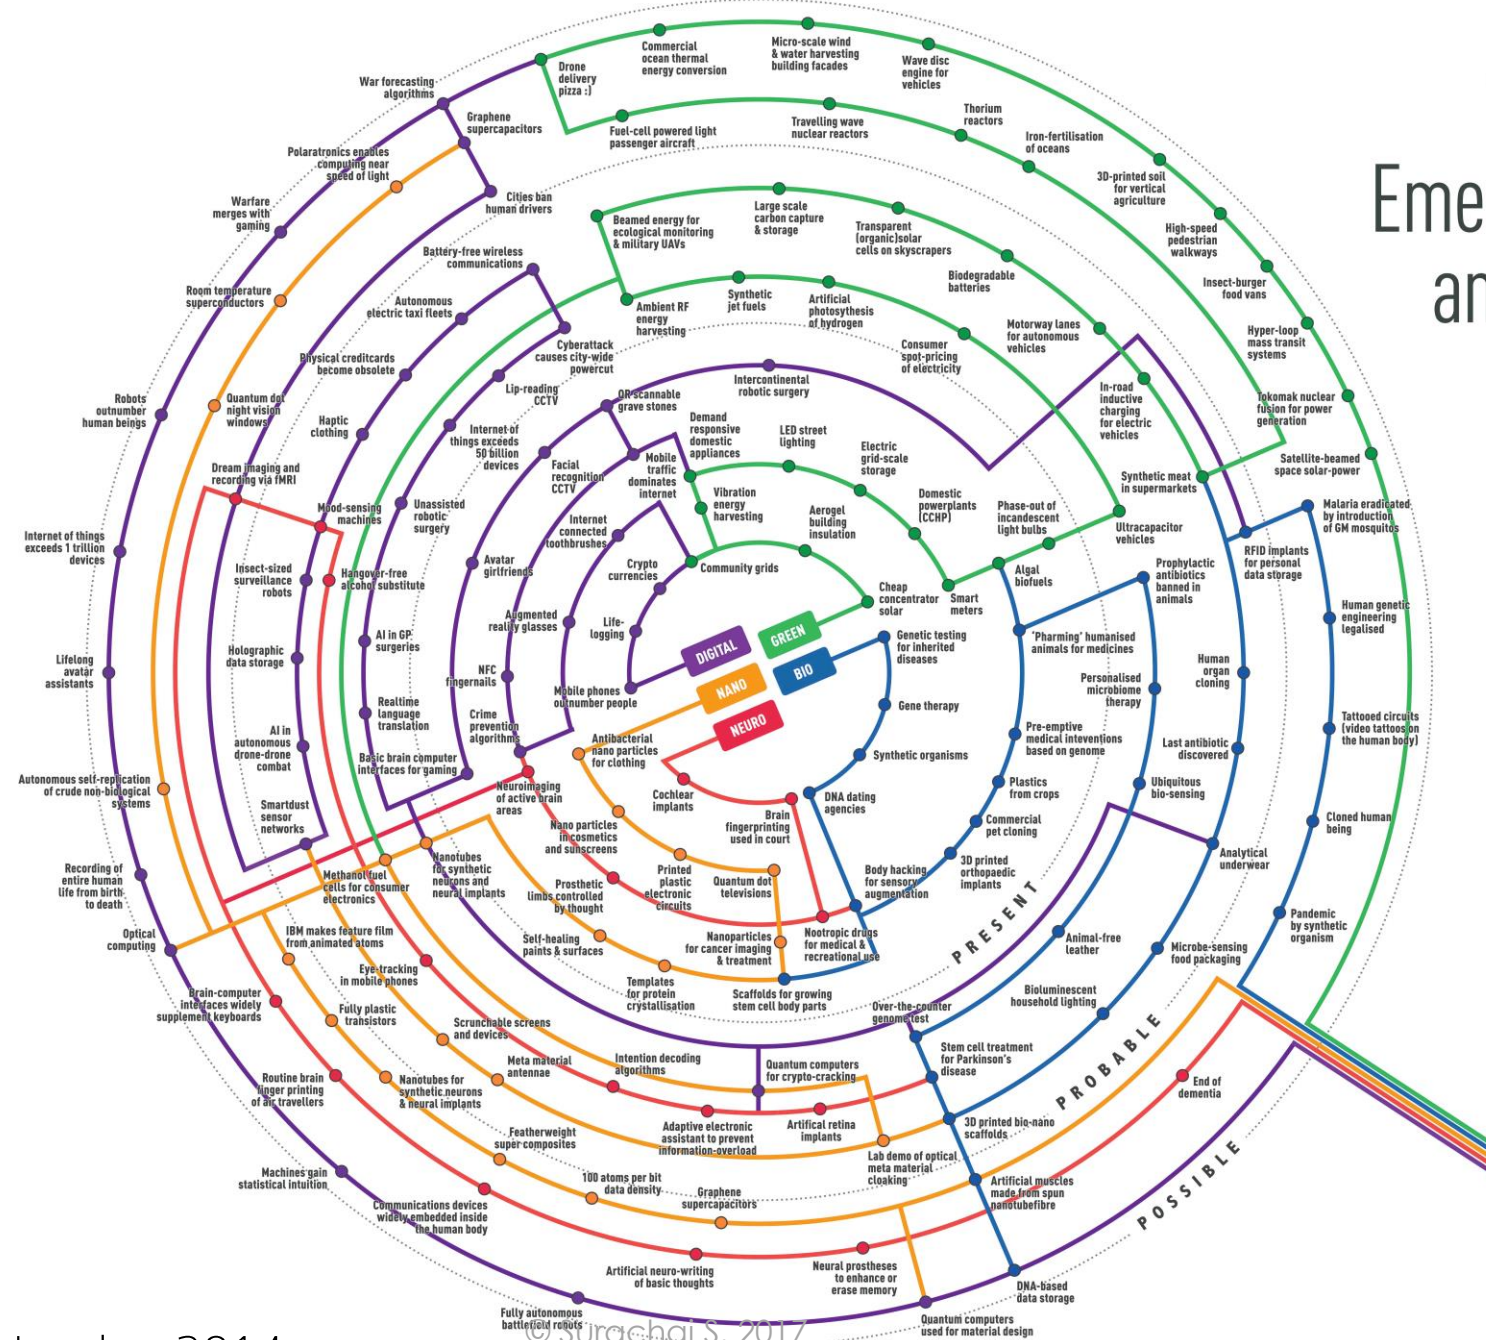 Eme
an
DIGITAL
GREEN
NANO
BIO
NEURO
PRESENT
PROBABLE
POSSIBLE
War forecasting
algorithms
Graphene
supercapacitors
Polaratronics enables
computing near
speed of light
Cities ban
human drivers
Warfare
merges with
gaming
Drone
delivery
pizza :)
Commercial
ocean thermal
energy conversion
Micro-scale wind
& water harvesting
building facades
Wave disc
engine for
vehicles
Fuel-cell powered light
passenger aircraft
Travelling wave
nuclear reactors
Thorium
reactors
Iron-fertilisation
of oceans
3D-printed soil
for vertical
agriculture
High-speed
pedestrian
walkways
Insect-burger
food vans
Hyper-loop
mass transit
systems
Tokomak nuclear
fusion for power
generation
Satellite-beamed
space solar-power
Battery-free wireless
communications
Beamed energy for
ecological monitoring
& military UAVs
Large scale
carbon capture
& storage
Transparent
(organic)solar
cells on skyscrapers
Biodegradable
batteries
Motorway lanes
for autonomous
vehicles
In-road
inductive
charging
for electric
vehicles
Synthetic meat
in supermarkets
Room temperature
superconductors
Autonomous
electric taxi fleets
Ambient RF
energy
harvesting
Synthetic
jet fuels
Artificial
photosythesis
of hydrogen
Consumer
spot-pricing
of electricity
Physical creditcards
become obsolete
Cyberattack
causes city-wide
powercut
Lip-reading
CCTV
QR-scannable
grave stones
Intercontinental
robotic surgery
Robots
outnumber
human beings
Quantum dot
night vision
windows
Haptic
clothing
Internet of
things exceeds
50 billion
devices
Facial
recognition
CCTV
Mobile
traffic
dominates
internet
Demand
responsive
domestic
appliances
LED street
lighting
Electric
grid-scale
storage
Domestic
powerplants
(CCHP)
Phase-out of
incandescent
light bulbs
Ultracapacitor
vehicles
Malaria eradicated
by introduction
of GM mosquitos
RFID implants
for personal
data storage
Dream imaging and
recording via fMRI
Mood-sensing
machines
Unassisted
robotic
surgery
Internet
connected
toothbrushes
Vibration
energy
harvesting
Aerogel
building
insulation
Internet of things
exceeds 1 trillion
devices
Insect-sized
surveillance
robots
Hangover-free
alcohol substitute
Avatar
girlfriends
Crypto
currencies
Community grids
Cheap
concentrator
solar
Smart
meters
Algal
biofuels
Prophylactic
antibiotics
banned in
animals
Human genetic
engineering
legalised
Augmented
reality glasses
Life-
logging
Genetic testing
for inherited
diseases
'Pharming' humanised
animals for medicines
AI in GP
surgeries
Holographic
data storage
Lifelong
avatar
assistants
NFC
fingernails
Mobile phones
outnumber people
Gene therapy
Personalised
microbiome
therapy
Human
organ
cloning
Realtime
language
translation
Crime
prevention
algorithms
Antibacterial
nano particles
for clothing
Synthetic organisms
Pre-emptive
medical interventions
based on genome
Last antibiotic
discovered
Tattooed circuits
(video tattoos on
the human body)
AI in
autonomous
drone-drone
combat
Basic brain computer
interfaces for gaming
Neuroimaging
of active brain
areas
Cochlear
implants
Brain
fingerprinting
used in court
DNA dating
agencies
Plastics
from crops
Ubiquitous
bio-sensing
Autonomous self-replication
of crude non-biological
systems
Smartdust
sensor
networks
Nano particles
in cosmetics
and sunscreens
Commercial
pet cloning
Cloned human
being
Recording of
entire human
life from birth
to death
Methanol fuel
cells for consumer
electronics
Nanotubes
for synthetic
neurons and
neural implants
Prosthetic
limbs controlled
by thought
Printed
plastic
electronic
circuits
Quantum dot
televisions
Body hacking
for sensory
augmentation
3D printed
orthopaedic
implants
Analytical
underwear
Optical
computing
IBM makes feature film
from animated atoms
Self-healing
paints & surfaces
Nanoparticles
for cancer imaging
& treatment
Nootropic drugs
for medical &
recreational use
Animal-free
leather
Microbe-sensing
food packaging
Pandemic
by synthetic
organism
Eye-tracking
in mobile phones
Templates
for protein
crystallisation
Scaffolds for growing
stem cell body parts
Over-the-counter
genome test
Bioluminescent
household lighting
Brain-computer
interfaces widely
supplement keyboards
Fully plastic
transistors
Scrunchable screens
and devices
Stem cell treatment
for Parkinson's
disease
Meta material
antennae
Intention decoding
algorithms
Quantum computers
for crypto-cracking
Routine brain
finger printing
of air travellers
Nanotubes for
synthetic neurons
& neural implants
End of
dementia
Adaptive electronic
assistant to prevent
information-overload
Artifical retina
implants
3D printed bio-nano
scaffolds
Featherweight
super composites
Lab demo of optical
meta material
cloaking
Machines gain
statistical intuition
100 atoms per bit
data density
Graphene
supercapacitors
Artificial muscles
made from spun
nanotubefibre
Communications devices
widely embedded inside
the human body
Artificial neuro-writing
of basic thoughts
Neural prostheses
to enhance or
erase memory
DNA-based
data storage
Fully autonomous
battlefield robots
Quantum computers
used for material design
© Surachai S. 2017